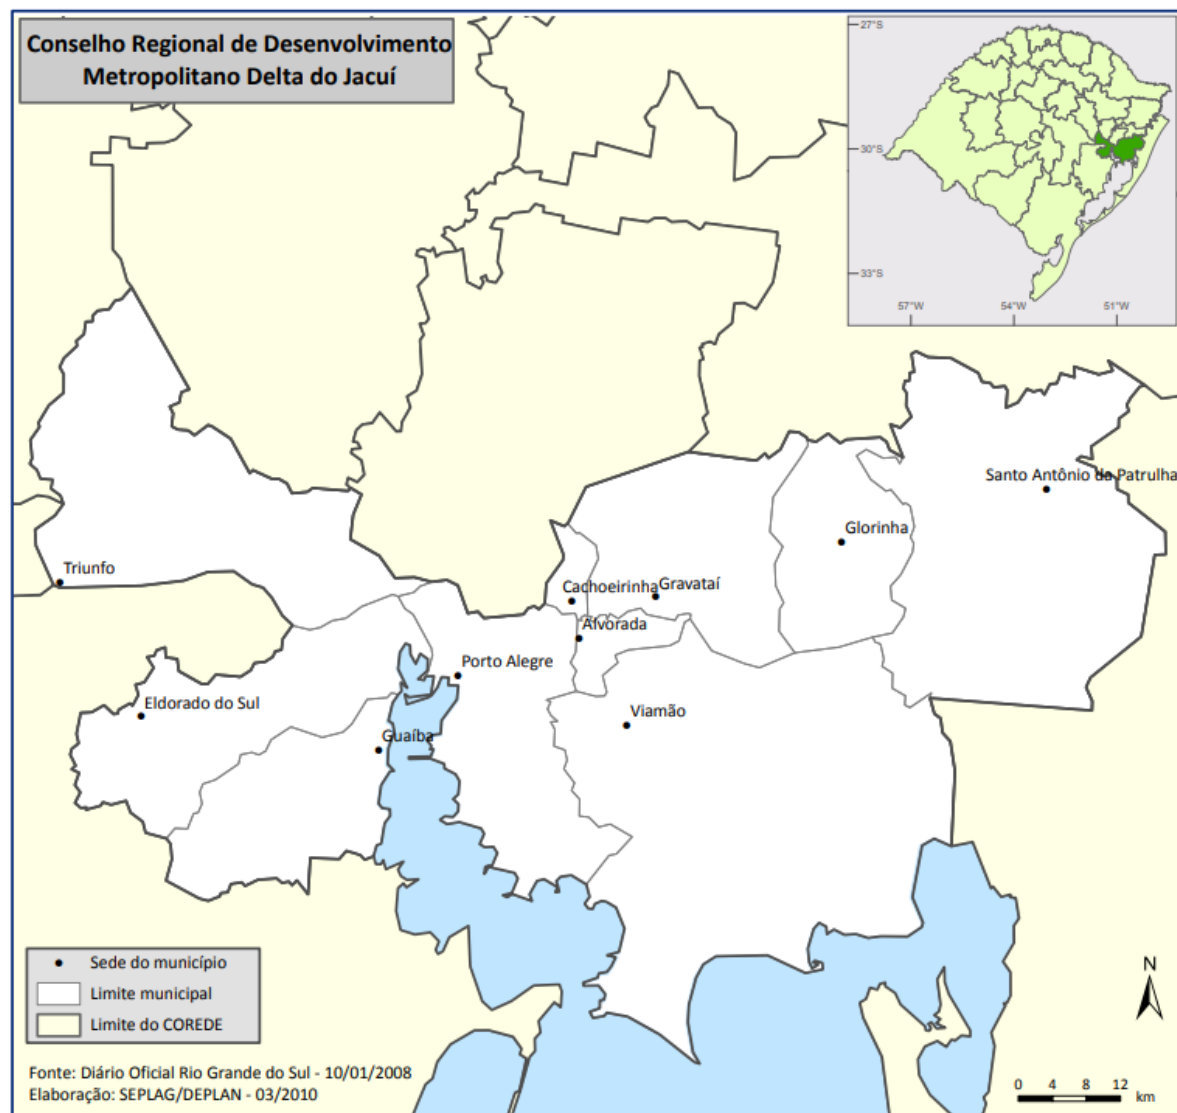 Conselho Regional de Desenvolvimento
Metropolitano Delta do Jacuí
27°S
30°S
33°S
57°W
54°W
51°W
Santo Antônio da Patrulha
Glorinha
Triunfo
Cachoeirinha
Gravataí
Alvorada
Porto Alegre
Eldorado do Sul
Viamão
Guaíba
Sede do município
Limite municipal
Limite do COREDE
N
Fonte: Diário Oficial Rio Grande do Sul - 10/01/2008
Elaboração: SEPLAG/DEPLAN - 03/2010
0 4 8 12
km